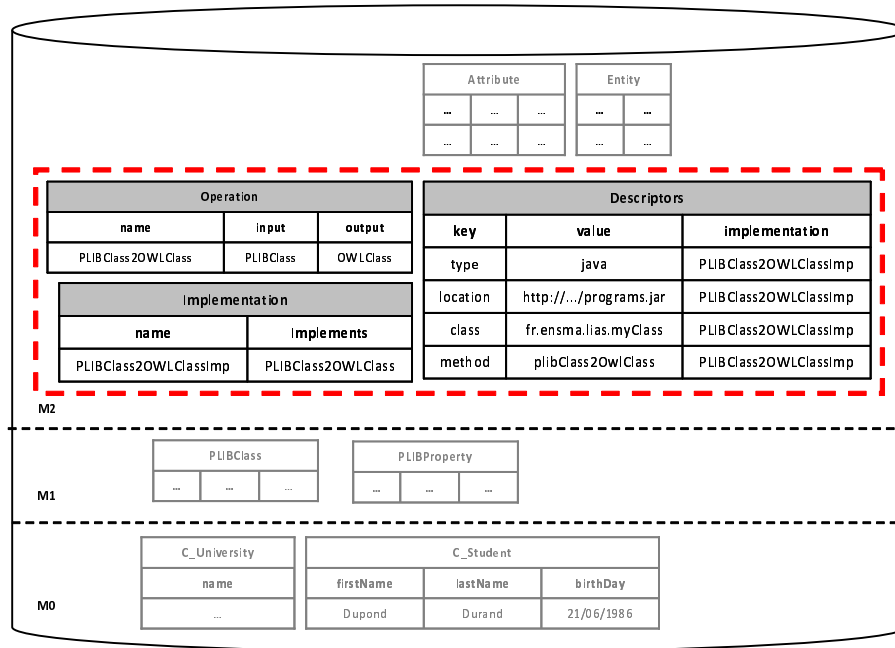 Attribute
... ... ...
... ... ...
Entity
... ...
... ...
Operation
name input output
PLIBClass2OWLClass PLIBClass OWLClass
Implementation
name Implements
PLIBClass2OWLClassImp PLIBClass2OWLClass
Descriptors
key value implementation
type java PLIBClass2OWLClassImp
location http://.../programs.jar PLIBClass2OWLClassImp
class fr.ensma.lias.myClass PLIBClass2OWLClassImp
method plibClass2OwlClass PLIBClass2OWLClassImp
M2
PLIBClass
... ... ...
PLIBProperty
... ... ...
M1
C_University
name
...
C_Student
firstName lastName birthDay
Dupond Durand 21/06/1986
M0